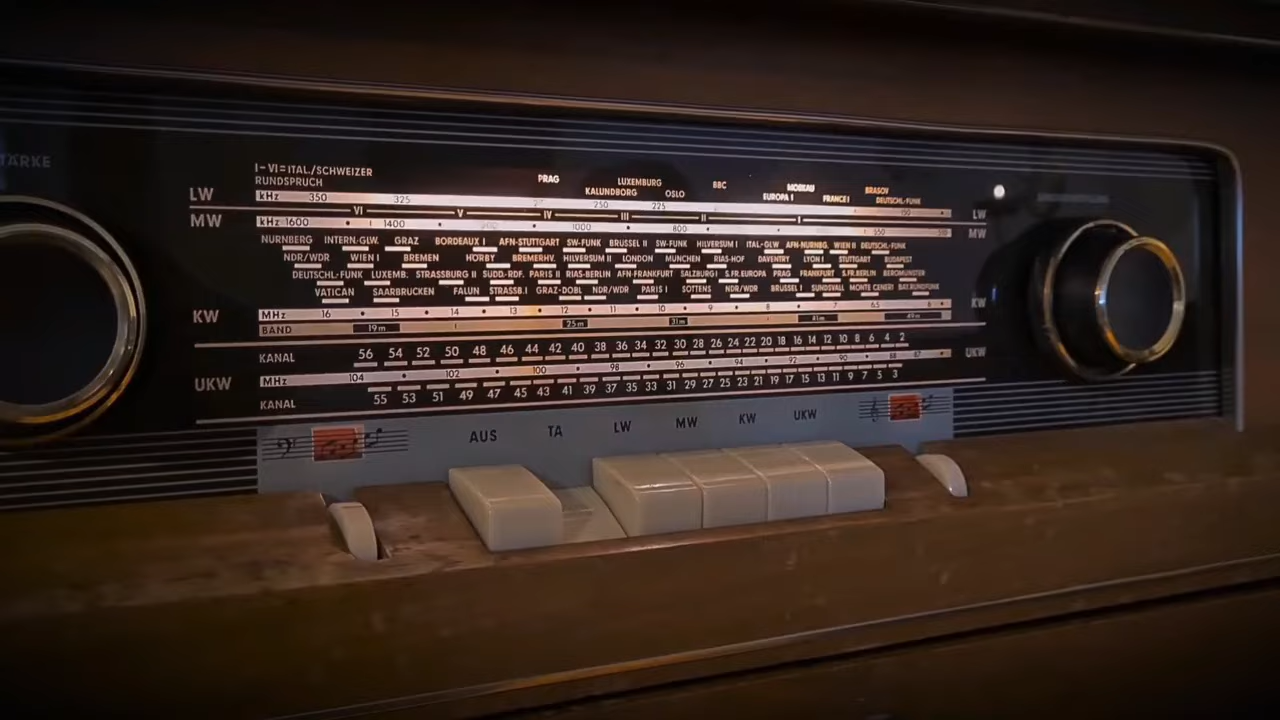 TÄRKE
I-VI=ITAL./SCHWEIZER
RUNDSPRUCH
PRAG LUXEMBURG BBC MOSKAU BRASOV
KALUNDBORG OSLO EUROPA I FRANCE I DEUTSCHL.-FUNK
LW kHz 350 325 250 225 150 LW
VI V IV III II I
MW kHz 1600 1400 1000 800 550 510 MW
NÜRNBERG INTERN-GLW. GRAZ BORDEAUX I AFN-STUTTGART SW-FUNK BRUSSEL II SW-FUNK HILVERSUM I ITAL-GLW AFN-NURNBG. WIEN II DEUTSCHL-FUNK
NDR/WDR WIEN I BREMEN HÖRBY BREMERHV. HILVERSUM II LONDON MÜNCHEN RIAS-HOF DAVENTRY LYON I STUTTGART BUDAPEST
DEUTSCHL-FUNK LUXEMB. STRASSBURG II SÜDD.-RDF. PARIS II RIAS-BERLIN AFN-FRANKFURT SALZBURG I S.FR.EUROPA PRAG FRANKFURT S.FR.BERLIN BEROMÜNSTER
VATICAN SAARBRÜCKEN FALUN STRASSB.I GRAZ-DOBL NDR/WDR PARIS I SOTTENS NDR/WDR BRUSSEL I SUNDSVALL MONTE CENERI BAY.RUNDFUNK
KW MHz 16 15 14 13 12 11 10 9 8 7 6.5 6 KW
BAND 19m 25m 31m 41m 49m
KANAL 56 54 52 50 48 46 44 42 40 38 36 34 32 30 28 26 24 22 20 18 16 14 12 10 8 6 4 2
UKW MHz 104 102 100 98 96 94 92 90 88 87 UKW
KANAL 55 53 51 49 47 45 43 41 39 37 35 33 31 29 27 25 23 21 19 17 15 13 11 9 7 5 3
AUS TA LW MW KW UKW